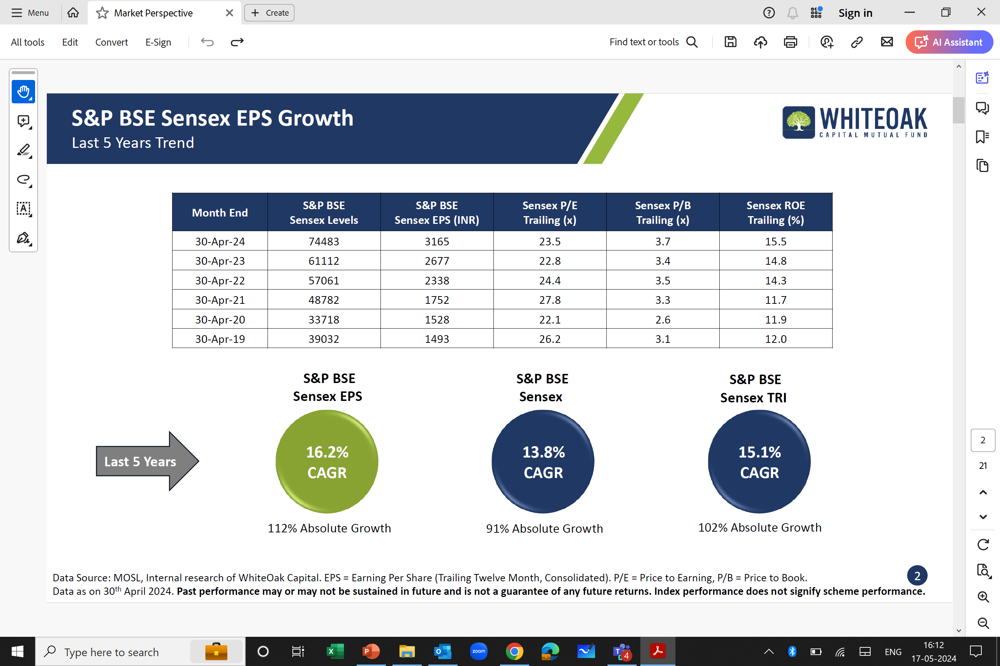 Menu
Market Perspective
Create
Sign in
All tools
Edit
Convert
E-Sign
Find text or tools
AI Assistant
S&P BSE Sensex EPS Growth
Last 5 Years Trend
WHITEOAK
CAPITAL MUTUAL FUND
Month End S&P BSE Sensex Levels S&P BSE Sensex EPS (INR) Sensex P/E Trailing (x) Sensex P/B Trailing (x) Sensex ROE Trailing (%)
30-Apr-24 74483 3165 23.5 3.7 15.5
30-Apr-23 61112 2677 22.8 3.4 14.8
30-Apr-22 57061 2338 24.4 3.5 14.3
30-Apr-21 48782 1752 27.8 3.3 11.7
30-Apr-20 33718 1528 22.1 2.6 11.9
30-Apr-19 39032 1493 26.2 3.1 12.0
Last 5 Years
S&P BSE
Sensex EPS
16.2%
CAGR
112% Absolute Growth
S&P BSE
Sensex
13.8%
CAGR
91% Absolute Growth
S&P BSE
Sensex TRI
15.1%
CAGR
102% Absolute Growth
Data Source: MOSL, Internal research of WhiteOak Capital. EPS = Earning Per Share (Trailing Twelve Month, Consolidated). P/E = Price to Earning, P/B = Price to Book.
Data as on 30th April 2024. Past performance may or may not be sustained in future and is not a guarantee of any future returns. Index performance does not signify scheme performance.
2
2
21
Type here to search
zoom
4
ENG
16:12
17-05-2024